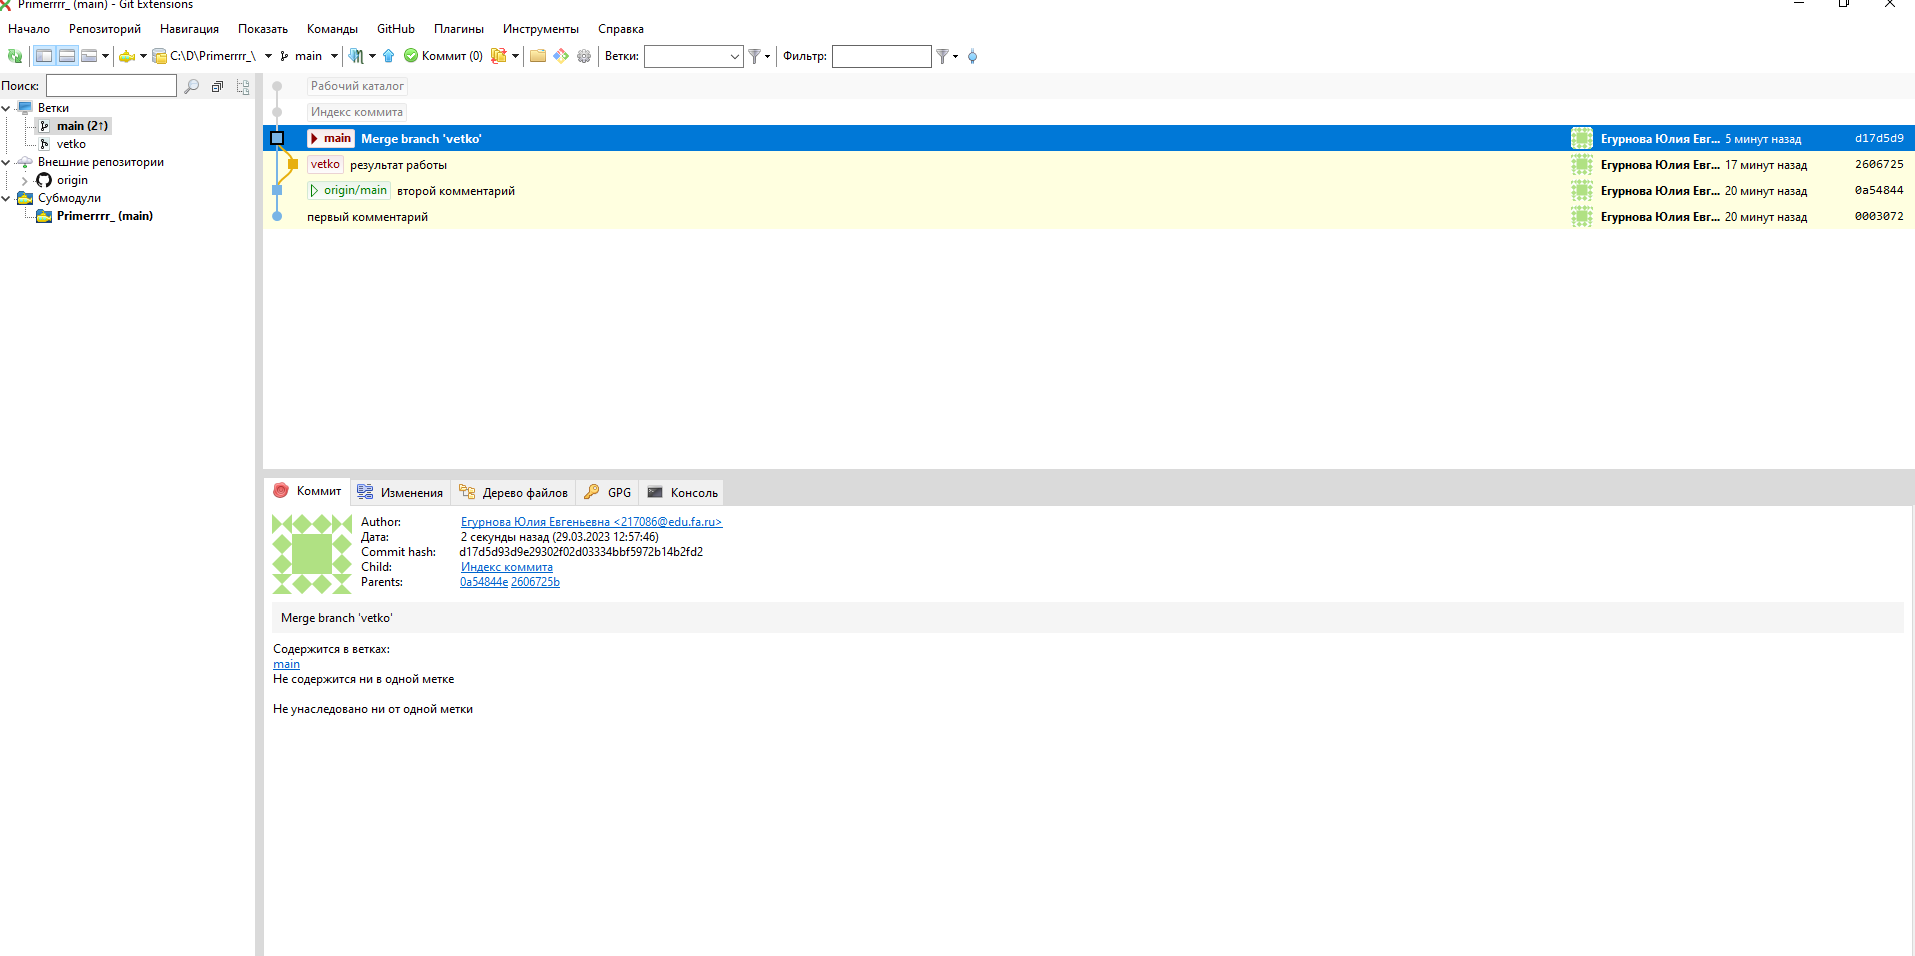 Primerrrr_ (main) - Git Extensions
Начало Репозиторий Навигация Показать Команды GitHub Плагины Инструменты Справка
C:\D\Primerrrr_\ main Коммит (0) Ветки: Фильтр:
Поиск:
Ветки
main (2↑)
vetko
Внешние репозитории
origin
Субмодули
Primerrrr_ (main)
Рабочий каталог
Индекс коммита
main Merge branch 'vetko' Егурнова Юлия Евг... 5 минут назад d17d5d9
vetko результат работы Егурнова Юлия Евг... 17 минут назад 2606725
origin/main второй комментарий Егурнова Юлия Евг... 20 минут назад 0a54844
первый комментарий Егурнова Юлия Евг... 20 минут назад 0003072
Коммит Изменения Дерево файлов GPG Консоль
Author: Егурнова Юлия Евгеньевна <217086@edu.fa.ru>
Дата: 2 секунды назад (29.03.2023 12:57:46)
Commit hash: d17d5d93d9e29302f02d03334bbf5972b14b2fd2
Child: Индекс коммита
Parents: 0a54844e 2606725b
Merge branch 'vetko'
Содержится в ветках:
main
Не содержится ни в одной метке
Не унаследовано ни от одной метки